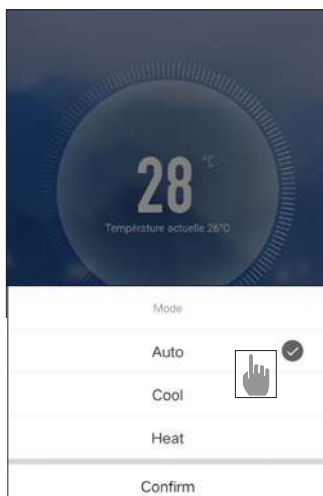 28 °C
Température actuelle 26°C
Mode
Auto
Cool
Heat
Confirm